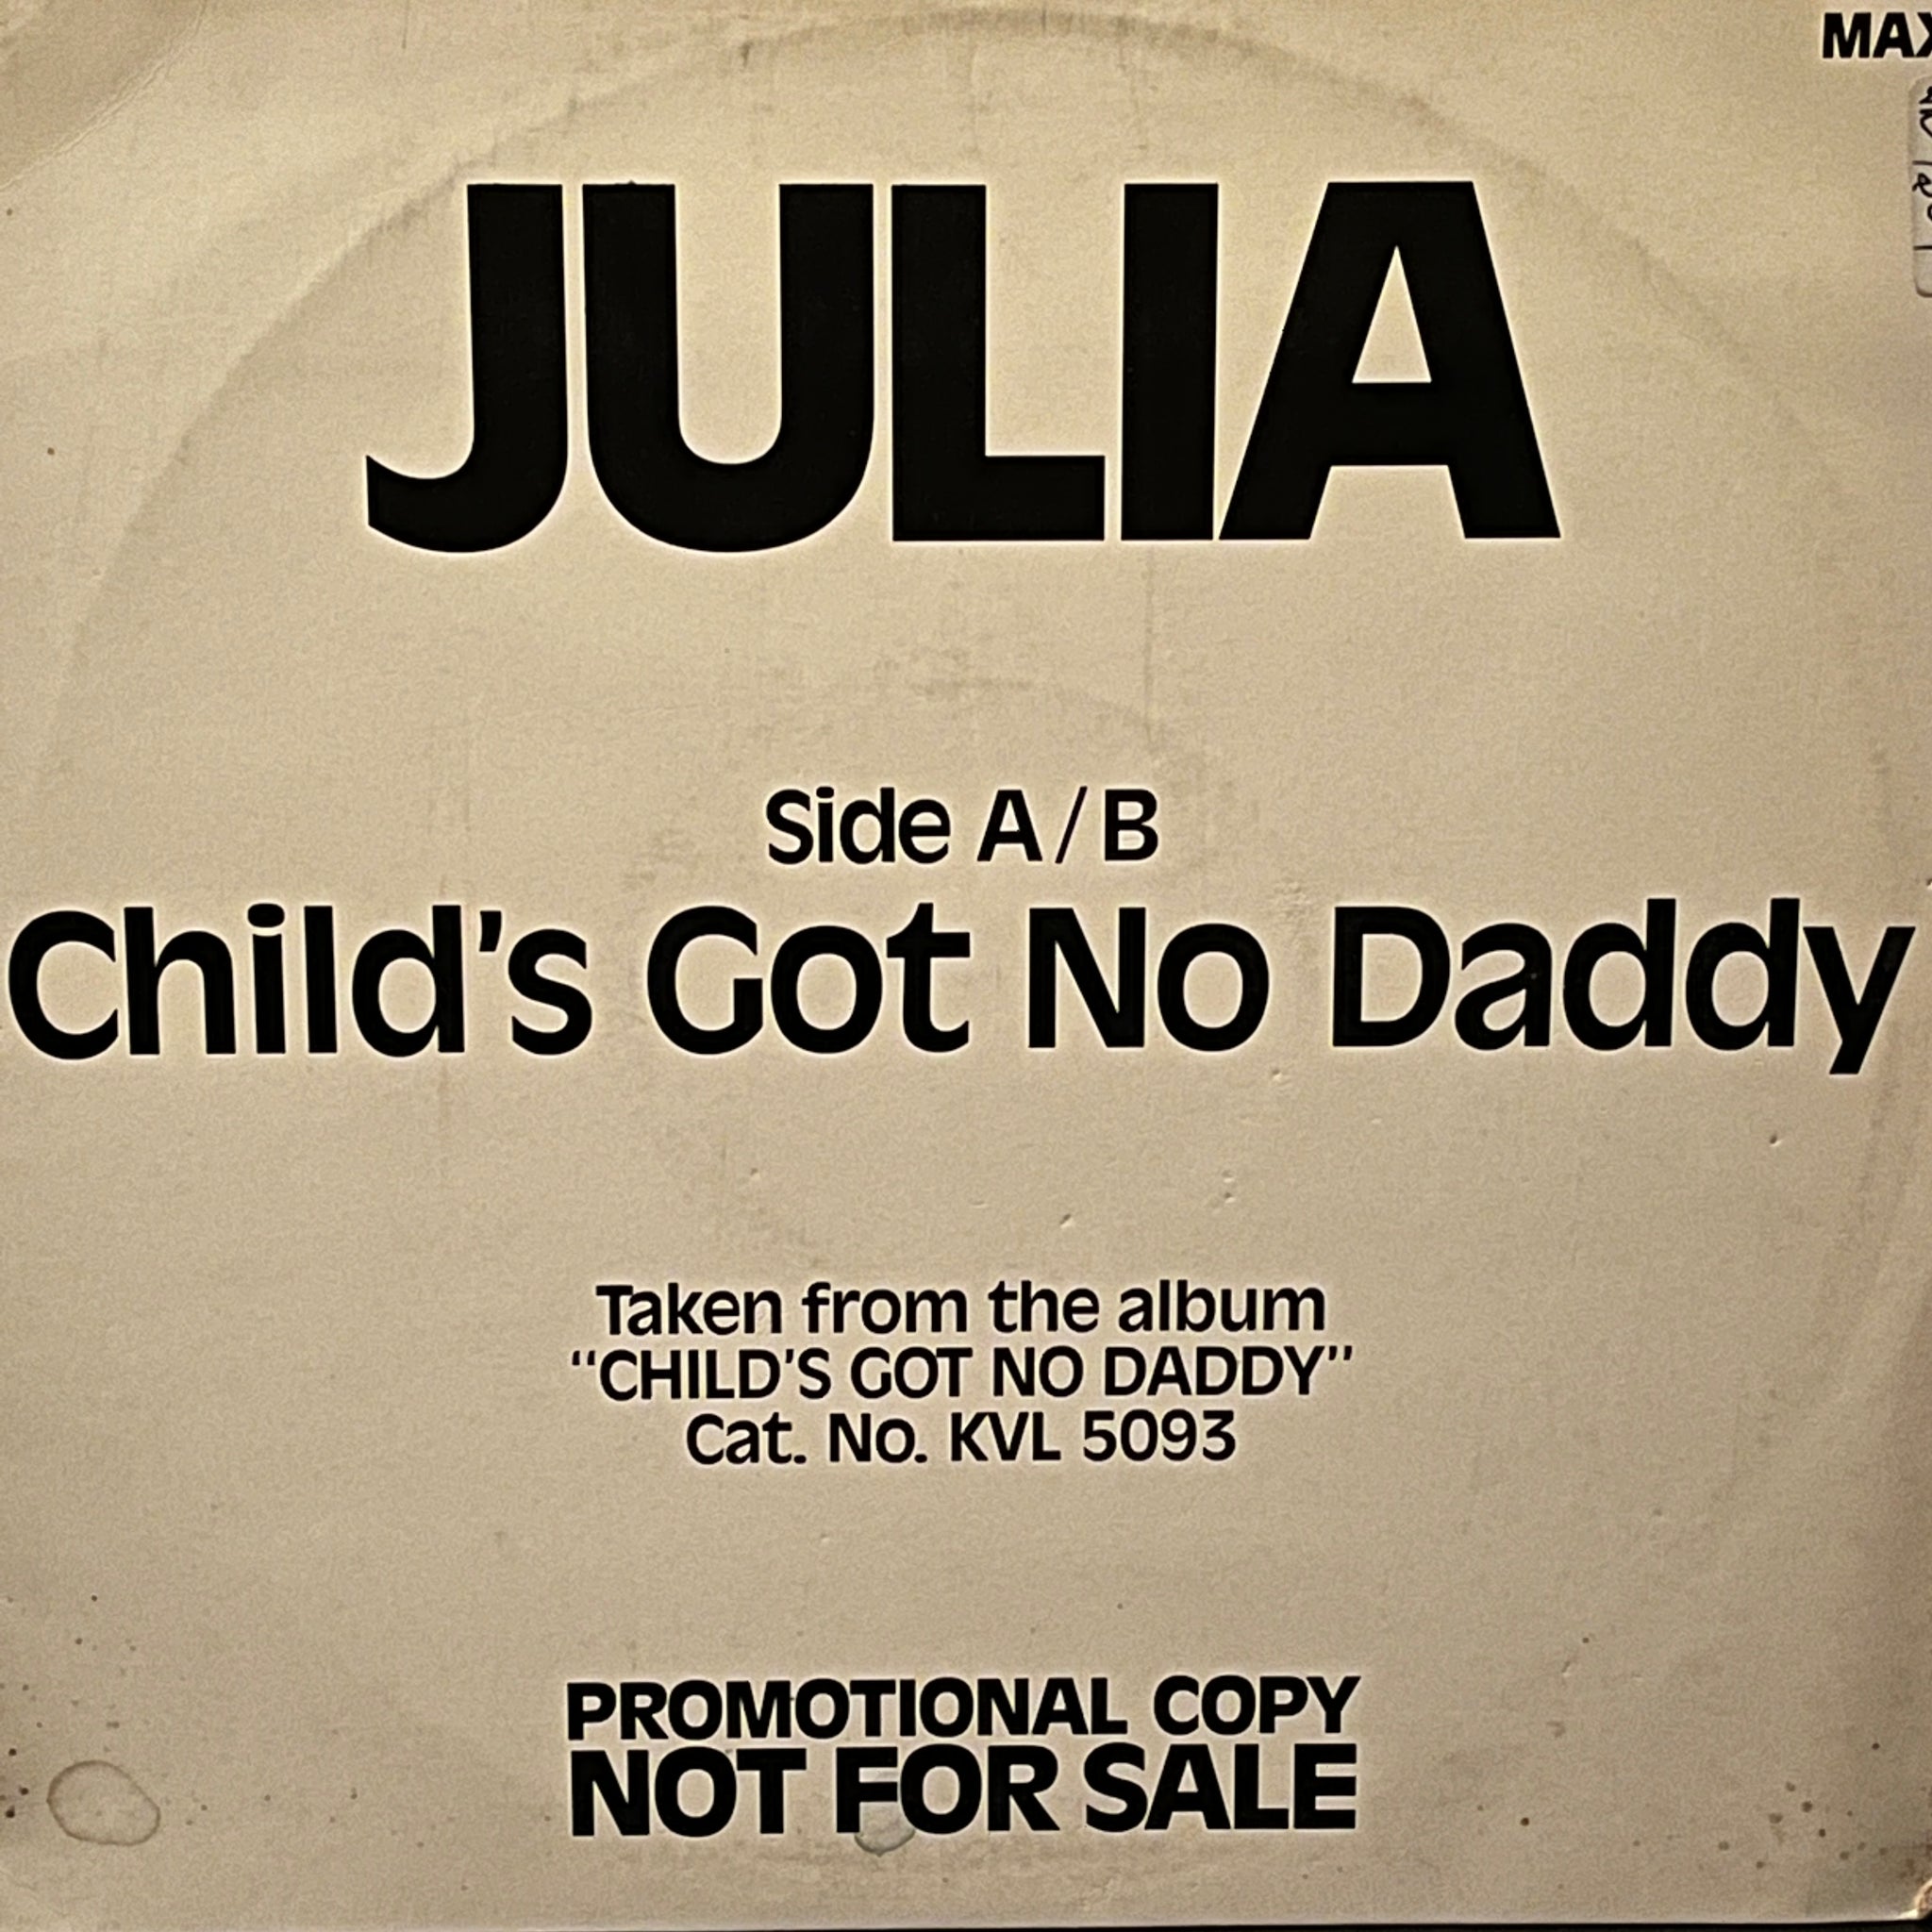 JULIA
Side A/B
Child's Got No Daddy
Taken from the album
"CHILD'S GOT NO DADDY"
Cat. No. KVL 5093
PROMOTIONAL COPY
NOT FOR SALE